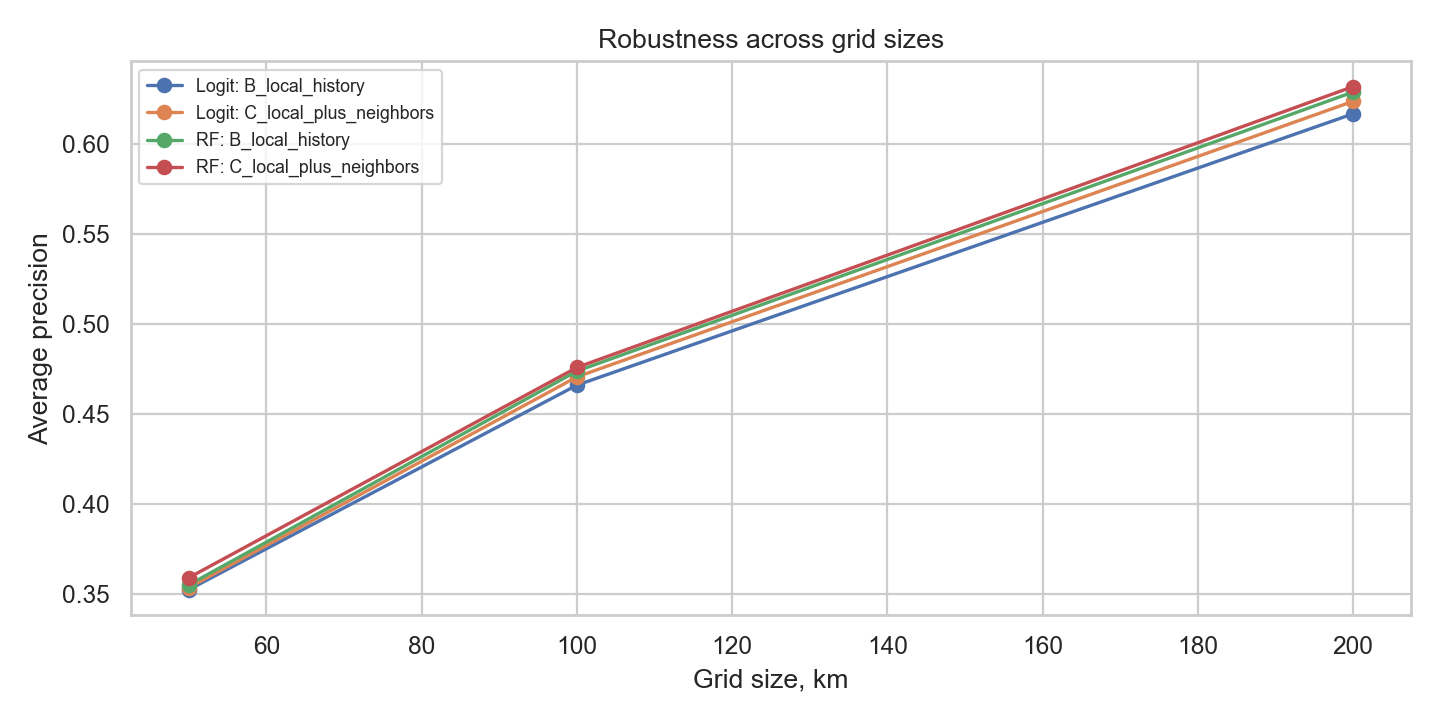 Robustness across grid sizes
Logit: B_local_history
Logit: C_local_plus_neighbors
RF: B_local_history
RF: C_local_plus_neighbors
Average precision
0.60
0.55
0.50
0.45
0.40
0.35
60 80 100 120 140 160 180 200
Grid size, km